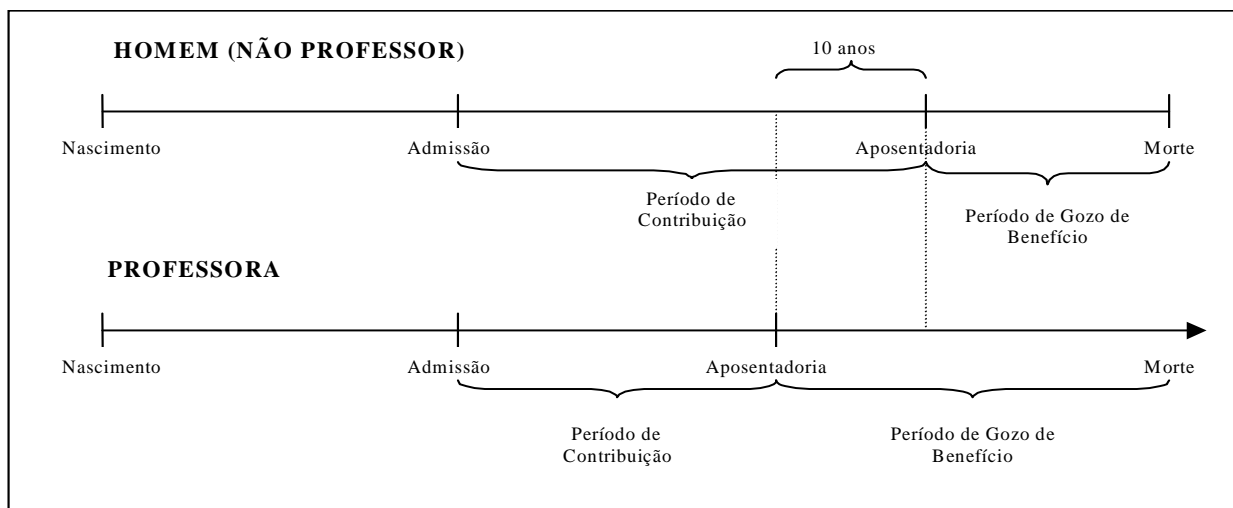 HOMEM (NÃO PROFESSOR)
10 anos
Nascimento
Admissão
Aposentadoria
Morte
Período de
Contribuição
Período de Gozo de
Benefício
PROFESSORA
Nascimento
Admissão
Aposentadoria
Morte
Período de
Contribuição
Período de Gozo de
Benefício